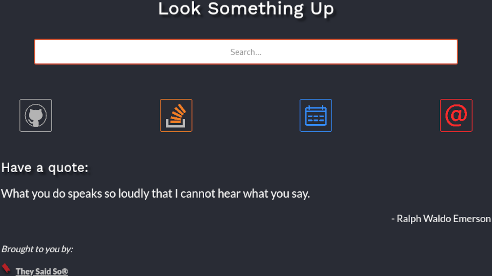 Look Something Up
Search...
@
Have a quote:
What you do speaks so loudly that I cannot hear what you say.
- Ralph Waldo Emerson
Brought to you by:
They Said So®